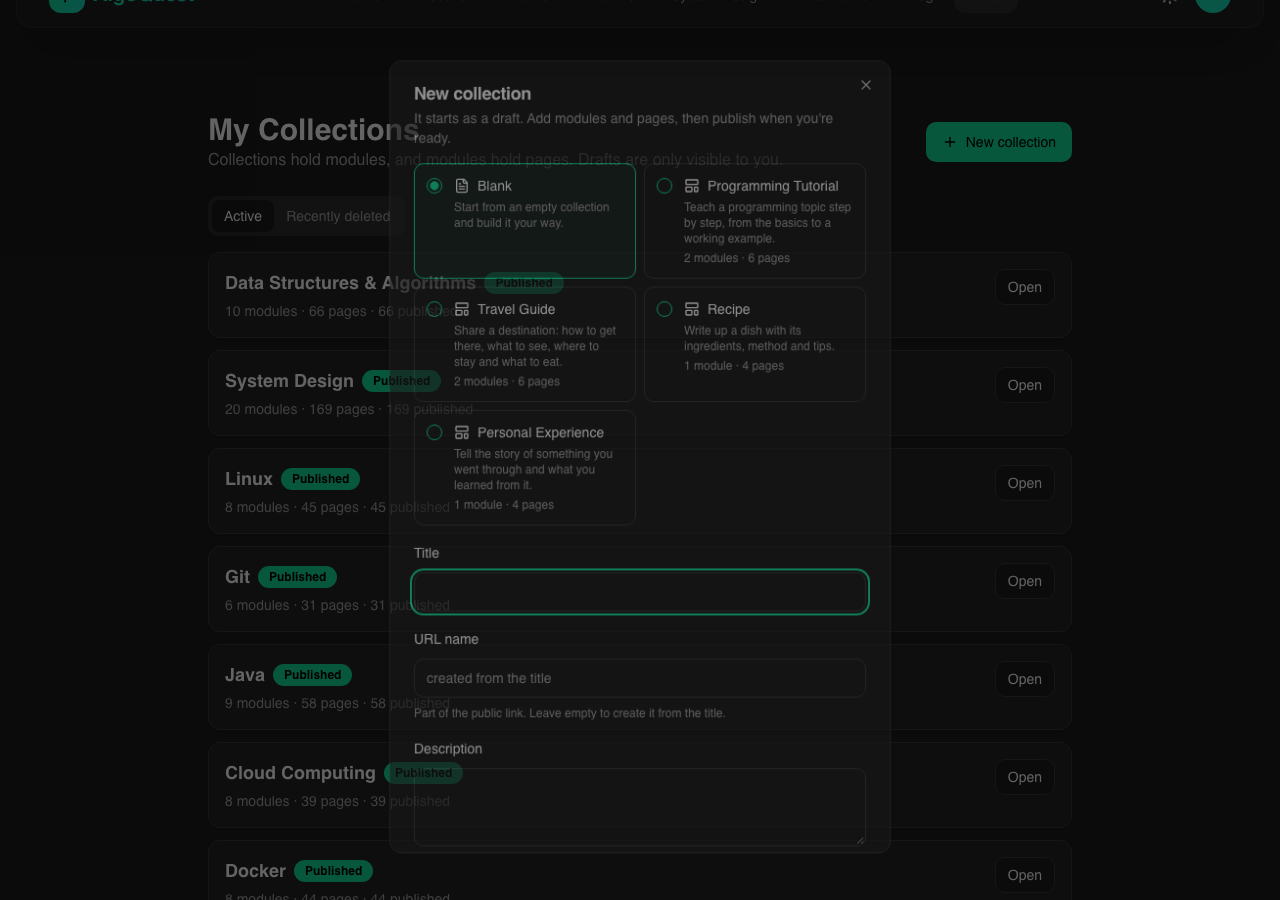 My Collections
Collections hold modules, and modules hold pages. Drafts are only visible to you.
New collection
Active
Recently deleted
Data Structures & Algorithms
Published
10 modules · 66 pages · 66 published
Open
System Design
Published
20 modules · 169 pages · 169 published
Open
Linux
Published
8 modules · 45 pages · 45 published
Open
Git
Published
6 modules · 31 pages · 31 published
Open
Java
Published
9 modules · 58 pages · 58 published
Open
Cloud Computing
Published
8 modules · 39 pages · 39 published
Open
Docker
Published
8 modules · 44 pages · 44 published
Open
New collection
It starts as a draft. Add modules and pages, then publish when you're
ready.
Blank
Start from an empty collection
and build it your way.
Programming Tutorial
Teach a programming topic step
by step, from the basics to a
working example.
2 modules · 6 pages
Travel Guide
Share a destination: how to get
there, what to see, where to
stay and what to eat.
2 modules · 6 pages
Recipe
Write up a dish with its
ingredients, method and tips.
1 module · 4 pages
Personal Experience
Tell the story of something you
went through and what you
learned from it.
1 module · 4 pages
Title
URL name
created from the title
Part of the public link. Leave empty to create it from the title.
Description